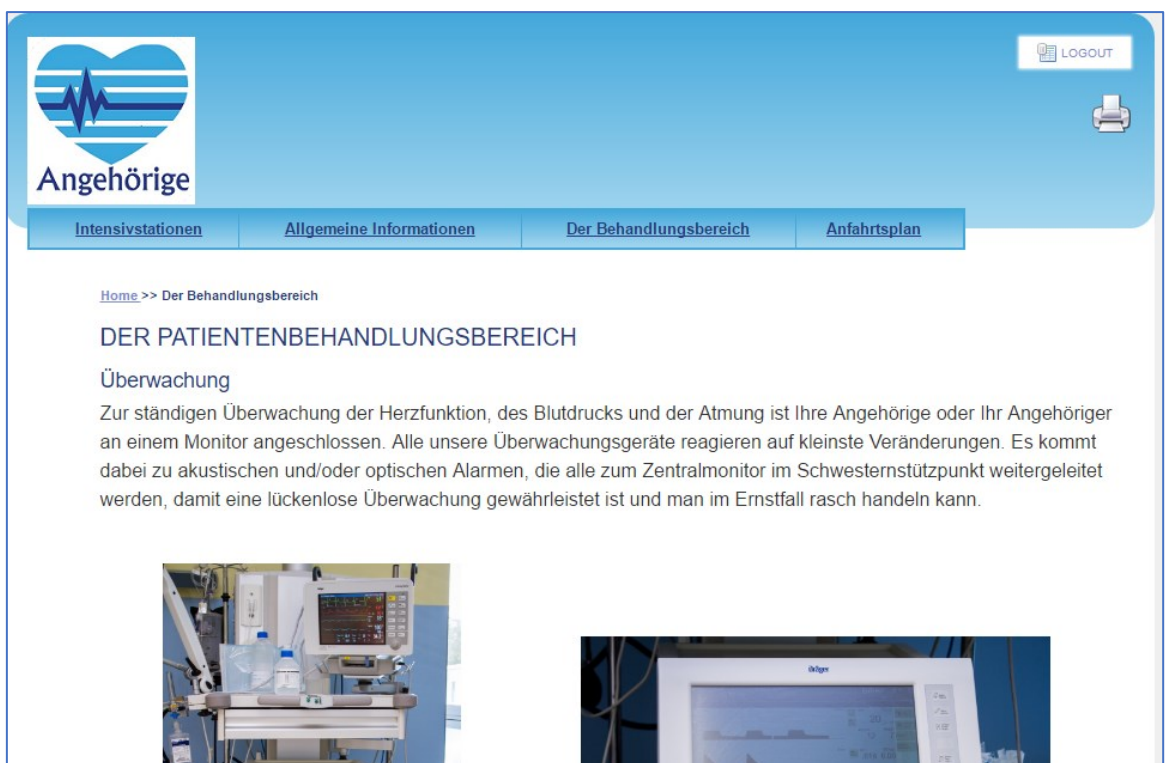 LOGOUT
Angehörige
Intensivstationen Allgemeine Informationen Der Behandlungsbereich Anfahrtsplan
Home >> Der Behandlungsbereich
DER PATIENTENBEHANDLUNGSBEREICH
Überwachung
Zur ständigen Überwachung der Herzfunktion, des Blutdrucks und der Atmung ist Ihre Angehörige oder Ihr Angehöriger
an einem Monitor angeschlossen. Alle unsere Überwachungsgeräte reagieren auf kleinste Veränderungen. Es kommt
dabei zu akustischen und/oder optischen Alarmen, die alle zum Zentralmonitor im Schwesternstützpunkt weitergeleitet
werden, damit eine lückenlose Überwachung gewährleistet ist und man im Ernstfall rasch handeln kann.
Dräger